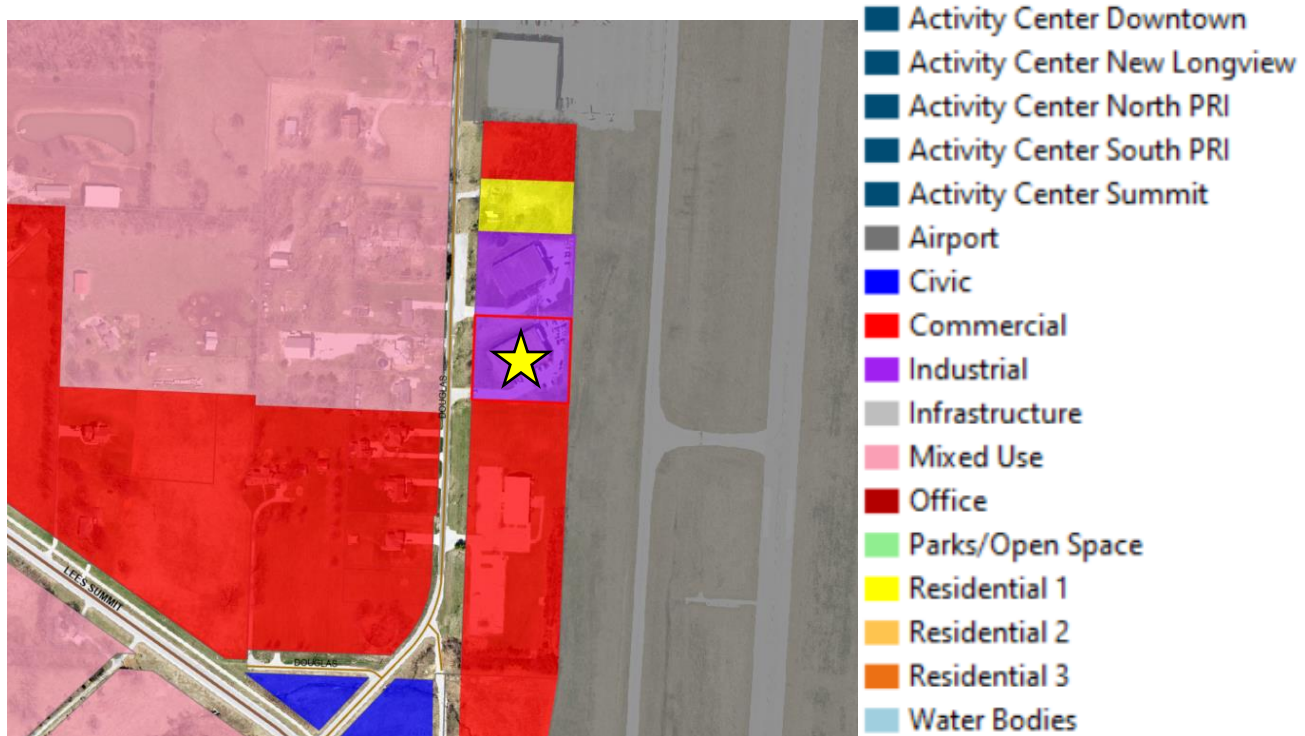 Activity Center Downtown
Activity Center New Longview
Activity Center North PRI
Activity Center South PRI
Activity Center Summit
Airport
Civic
Commercial
Industrial
Infrastructure
Mixed Use
Office
Parks/Open Space
Residential 1
Residential 2
Residential 3
Water Bodies
DOUGLAS
LEES SUMMIT
DOUGLAS